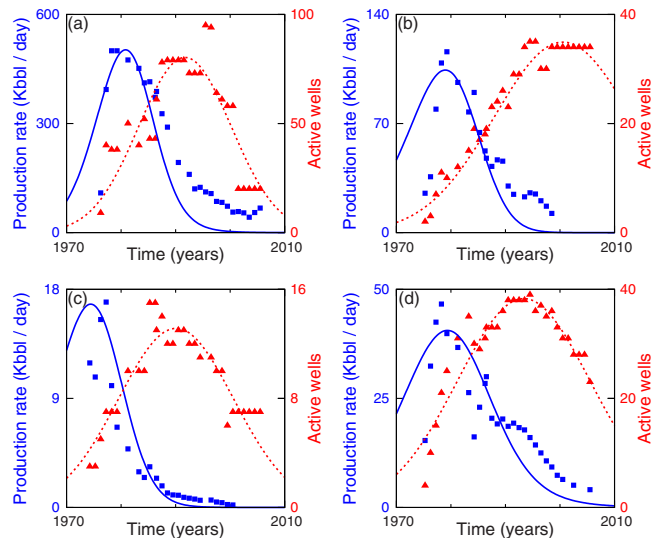 (a)
Production rate (Kbbl / day)
600
300
0
1970
Time (years)
2010
100
50
0
Active wells
(b)
Production rate (Kbbl / day)
140
70
0
1970
Time (years)
2010
40
20
0
Active wells
(c)
Production rate (Kbbl / day)
18
9
0
1970
Time (years)
2010
16
8
0
Active wells
(d)
Production rate (Kbbl / day)
50
25
0
1970
Time (years)
2010
40
20
0
Active wells